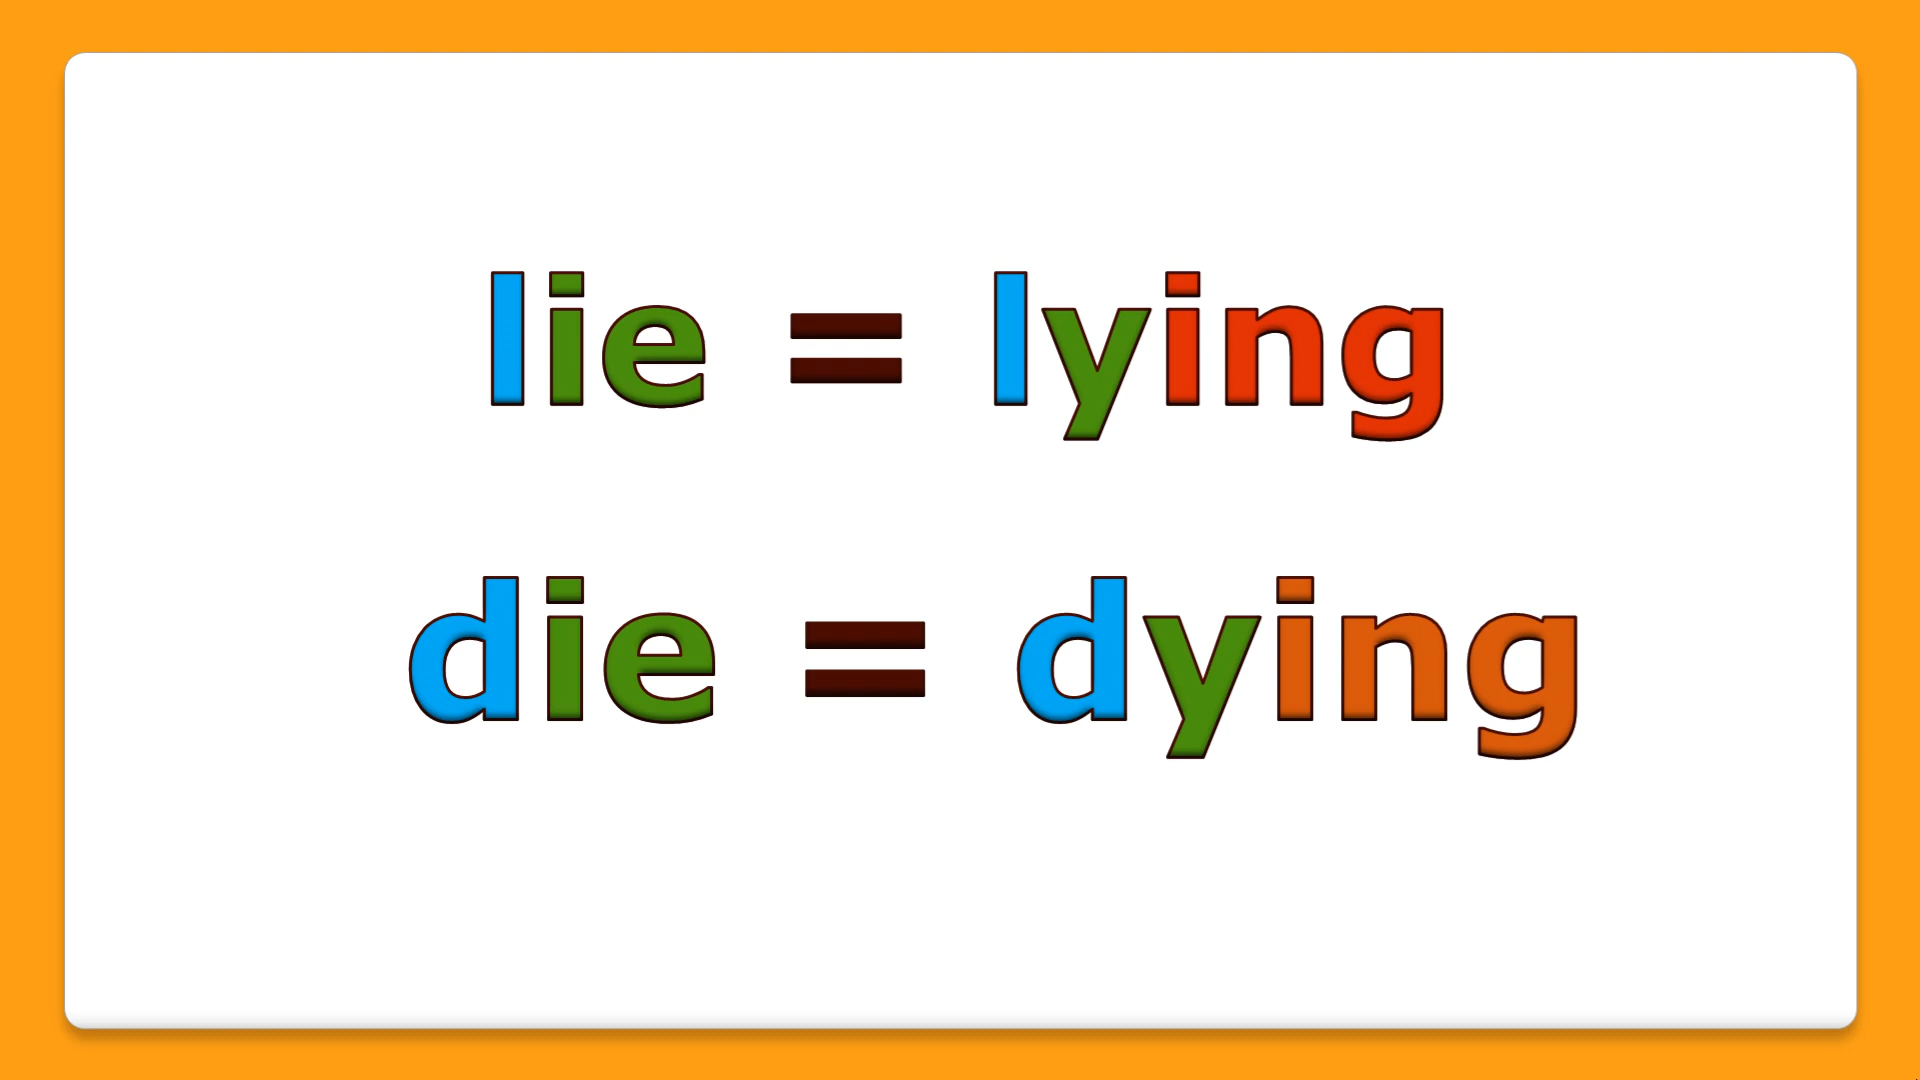 lie = lying
die = dying